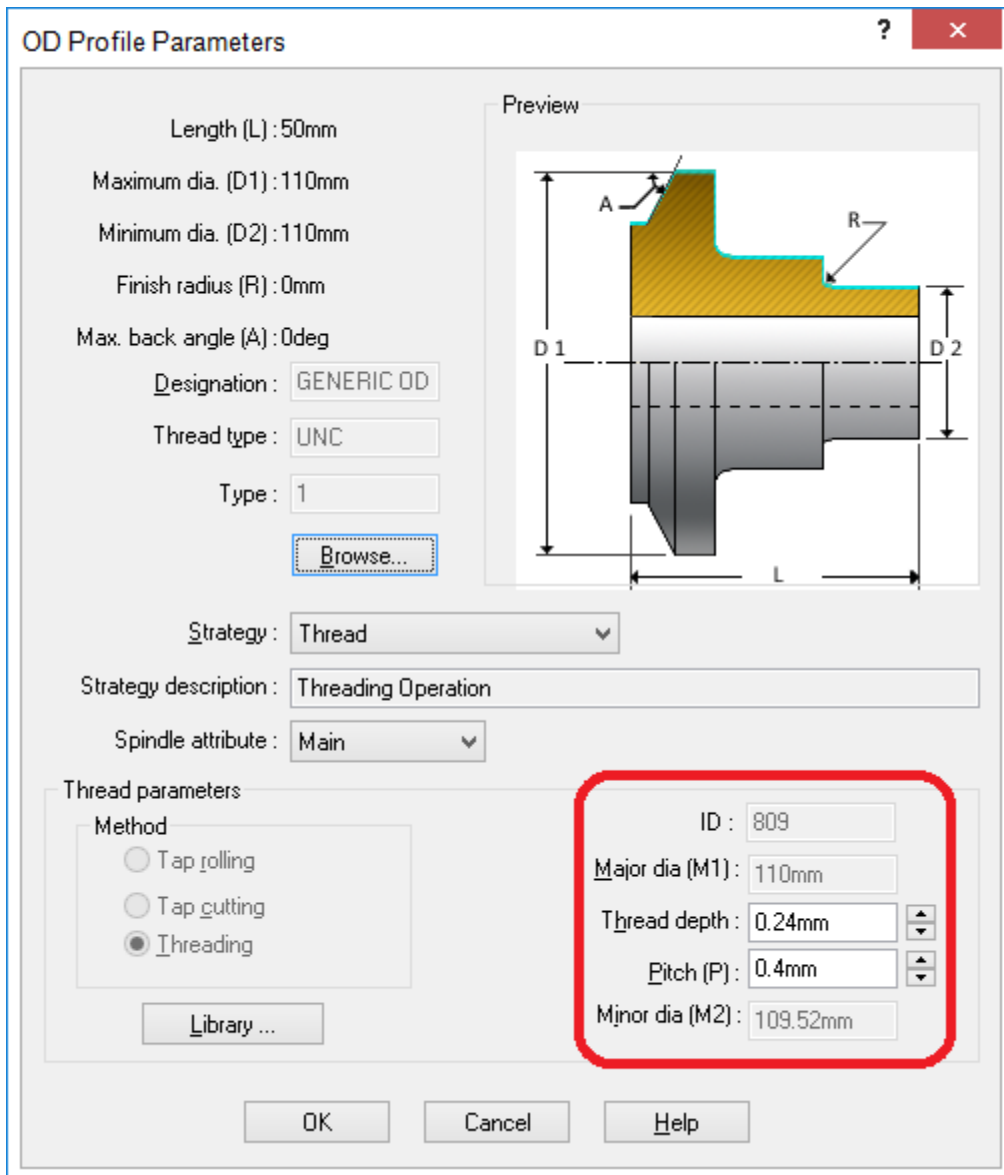 OD Profile Parameters
?
×
Length (L) : 50mm
Maximum dia. (D1) : 110mm
Minimum dia. (D2) : 110mm
Finish radius (R) : 0mm
Max. back angle (A) : 0deg
Designation : GENERIC OD
Thread type : UNC
Type : 1
Browse...
Preview
A
R
D 1
D 2
L
Strategy : Thread
Strategy description : Threading Operation
Spindle attribute : Main
Thread parameters
Method
Tap rolling
Tap cutting
Threading
Library ...
ID : 809
Major dia (M1) : 110mm
Thread depth : 0.24mm
Pitch (P) : 0.4mm
Minor dia (M2) : 109.52mm
OK
Cancel
Help